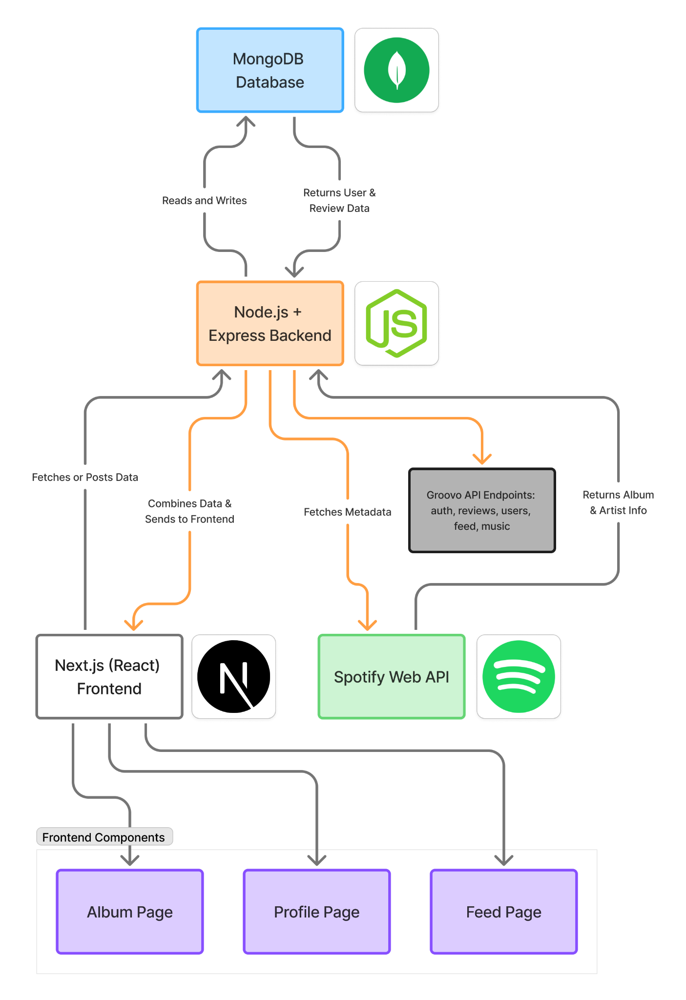 MongoDB
Database
Reads and Writes
Returns User &
Review Data
Node.js +
Express Backend
JS
Fetches or Posts Data
Combines Data &
Sends to Frontend
Fetches Metadata
Groovo API Endpoints:
auth, reviews, users,
feed, music
Returns Album
& Artist Info
Next.js (React)
Frontend
N
Spotify Web API
Frontend Components
Album Page
Profile Page
Feed Page